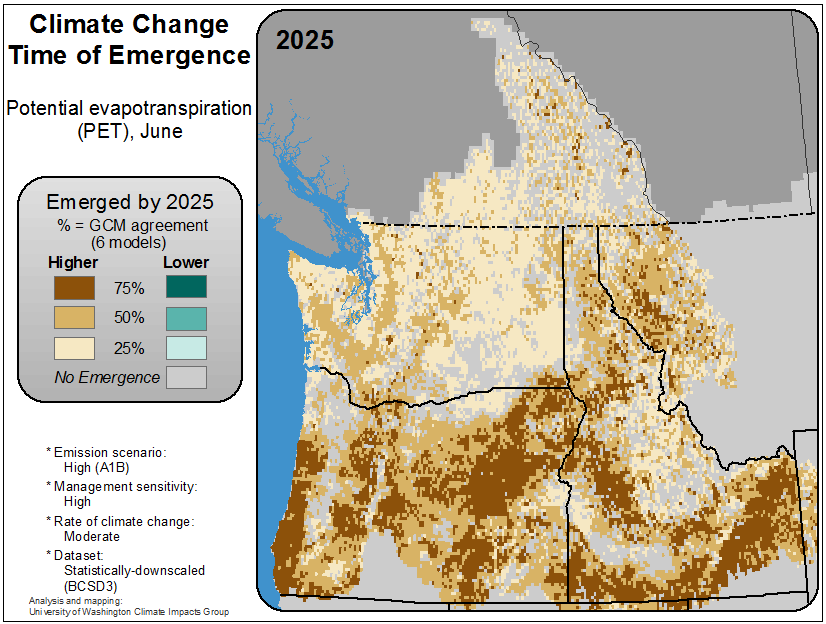 Climate Change
Time of Emergence
2025
Potential evapotranspiration
(PET), June
Emerged by 2025
% = GCM agreement
(6 models)
Higher Lower
75%
50%
25%
No Emergence
* Emission scenario:
High (A1B)
* Management sensitivity:
High
* Rate of climate change:
Moderate
* Dataset:
Statistically-downscaled
(BCSD3)
Analysis and mapping:
University of Washington Climate Impacts Group